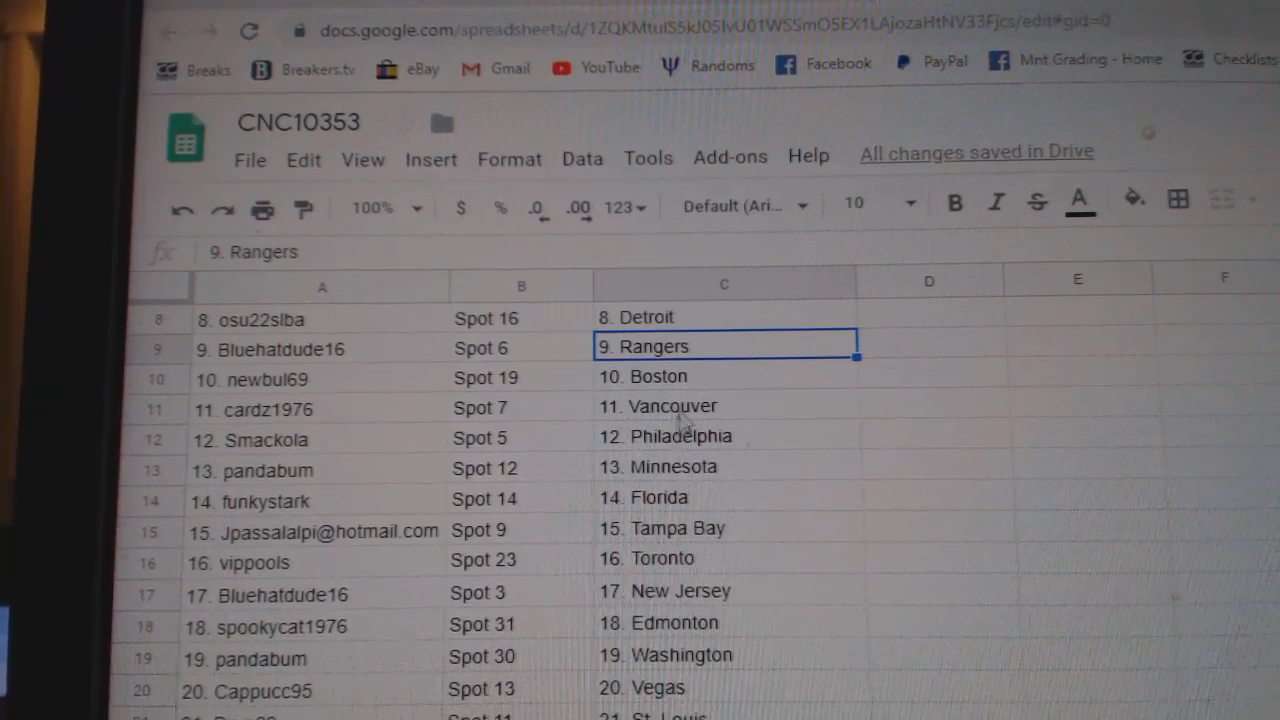 docs.google.com/spreadsheets/d/1ZQKMtulS5kJ05IvU01WSSmO5EX1LAjozaHtNV33Fjcs/edit#gid=0
Breaks Breakers.tv eBay Gmail YouTube Randoms Facebook PayPal Mnt Grading - Home Checklists
CNC10353
File Edit View Insert Format Data Tools Add-ons Help All changes saved in Drive
100% $ % .0 .00 123 Default (Ari... 10 B I S A
fx 9. Rangers
A B C D E F
8 8. osu22slba Spot 16 8. Detroit
9 9. Bluehatdude16 Spot 6 9. Rangers
10 10. newbul69 Spot 19 10. Boston
11 11. cardz1976 Spot 7 11. Vancouver
12 12. Smackola Spot 5 12. Philadelphia
13 13. pandabum Spot 12 13. Minnesota
14 14. funkystark Spot 14 14. Florida
15 15. Jpassalalpi@hotmail.com Spot 9 15. Tampa Bay
16 16. vippools Spot 23 16. Toronto
17 17. Bluehatdude16 Spot 3 17. New Jersey
18 18. spookycat1976 Spot 31 18. Edmonton
19 19. pandabum Spot 30 19. Washington
20 20. Cappucc95 Spot 13 20. Vegas
Spot 11 21. St. Louis